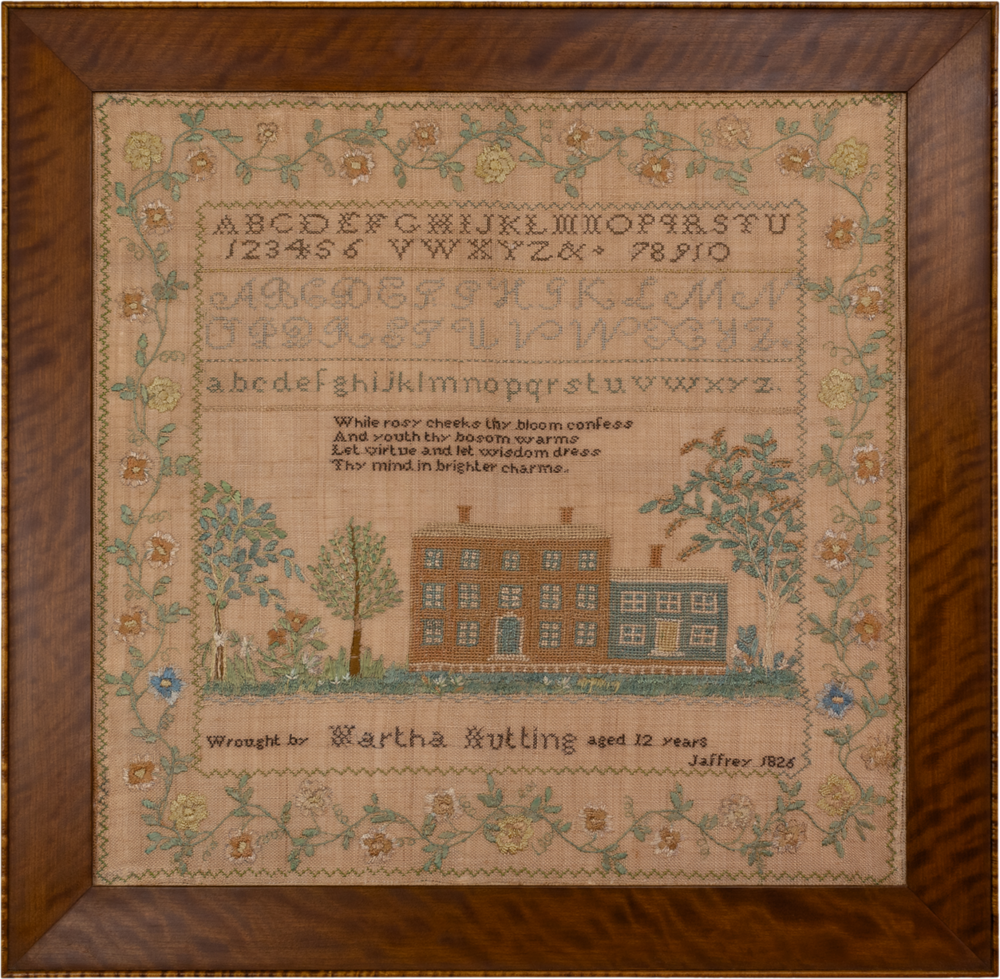 ABCDEFGHIJKLMNOPQRSTU
123456 VWXYZ& 78910
ABCDEFGHIKLMN
OPQRSTUVWXYZ.
abcdefghijklmnopqrstuvwxyz.
While rosy cheeks thy bloom confess
And youth thy bosom warms
Let virtue and let wisdom dress
Thy mind in brighter charms.
Wrought by Martha Nutting aged 12 years
Jaffrey 1826